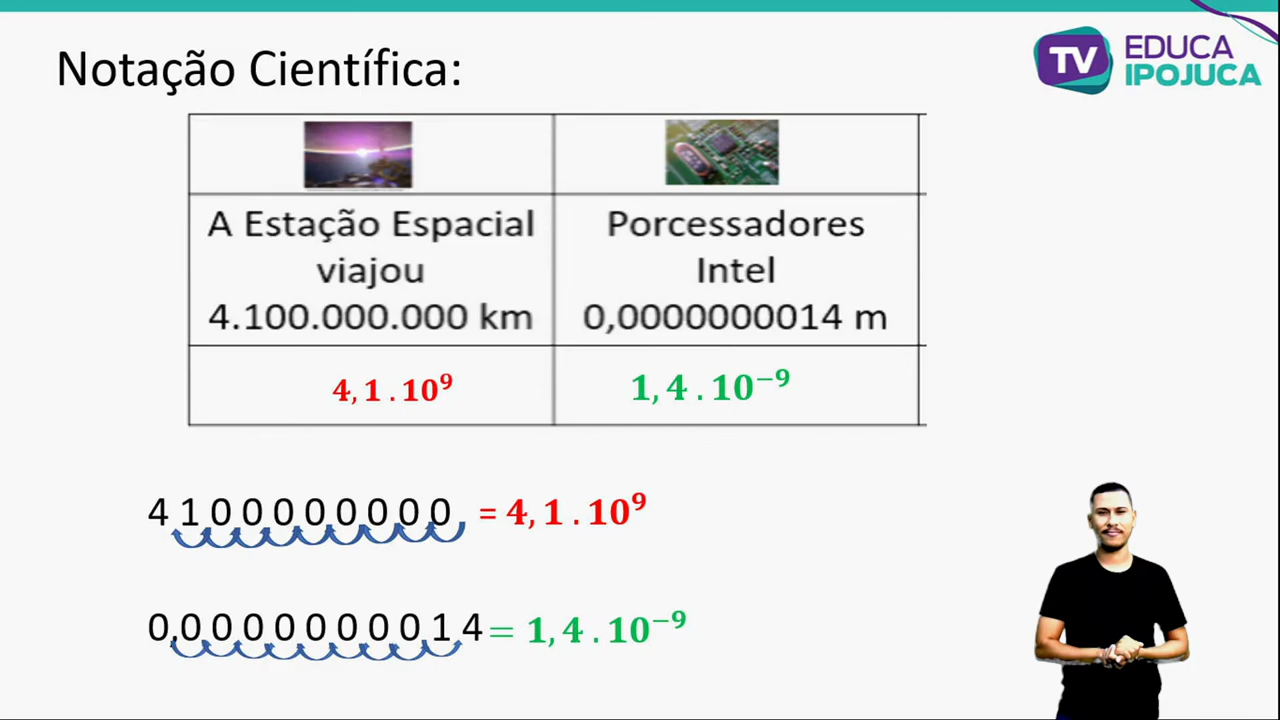 Notação Científica:
TV EDUCA
IPOJUCA
A Estação Espacial
viajou
4.100.000.000 km
Porcessadores
Intel
0,0000000014 m
4,1 . 10⁹
1,4 . 10⁻⁹
4 1 0 0 0 0 0 0 0 0 = 4,1 . 10⁹
0,0 0 0 0 0 0 0 0 1 4 = 1,4 . 10⁻⁹